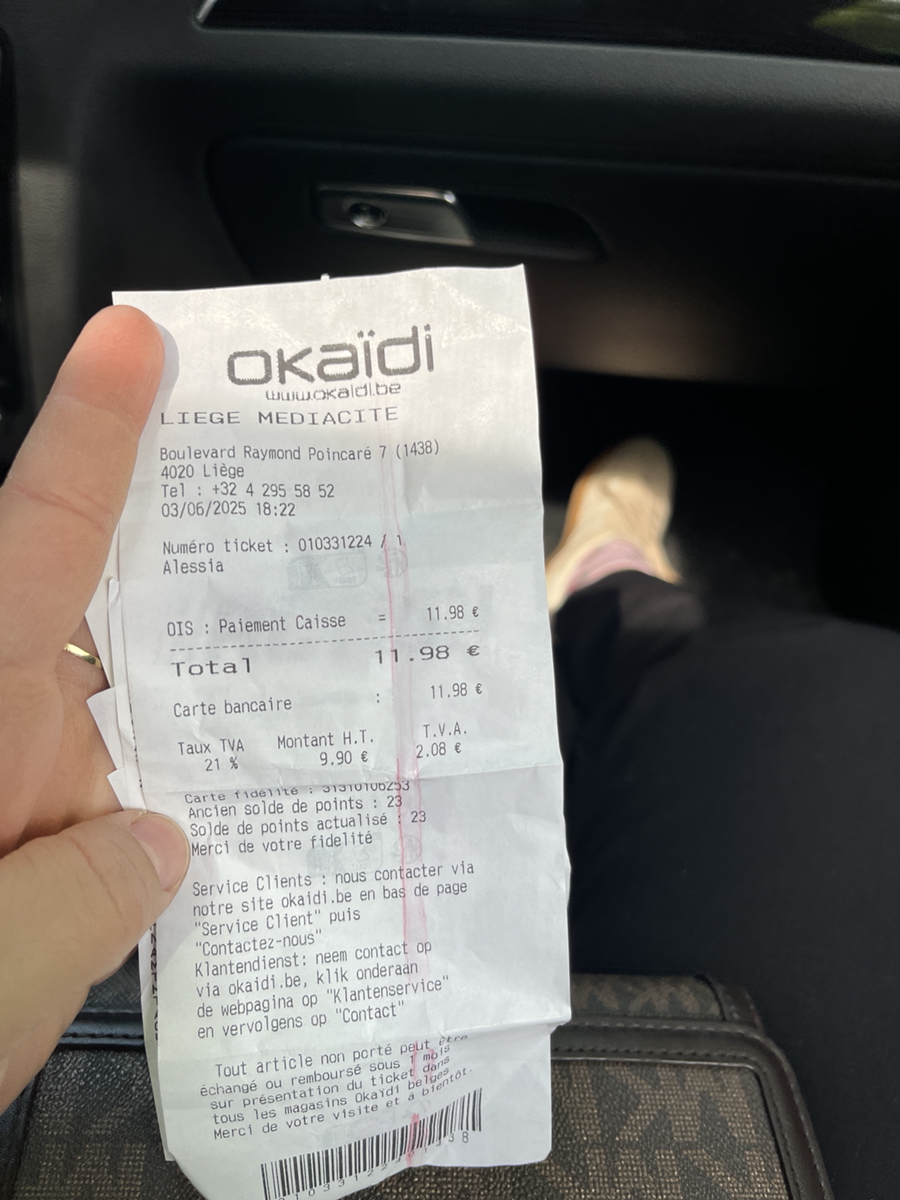 okaïdi
www.okaidi.be
LIEGE MEDIACITE
Boulevard Raymond Poincaré 7 (1438)
4020 Liège
Tel : +32 4 295 58 52
03/06/2025 18:22
Numéro ticket : 010331224 / 1
Alessia
OIS : Paiement Caisse = 11.98 €
Total 11.98 €
Carte bancaire : 11.98 €
Taux TVA Montant H.T. T.V.A.
21 % 9.90 € 2.08 €
Carte fidélité : 31310106253
Ancien solde de points : 23
Solde de points actualisé : 23
Merci de votre fidelité
Service Clients : nous contacter via
notre site okaidi.be en bas de page
"Service Client" puis
"Contactez-nous"
Klantendienst: neem contact op
via okaidi.be, klik onderaan
de webpagina op "Klantenservice"
en vervolgens op "Contact"
Tout article non porté peut être
échangé ou remboursé sous 1 mois
sur présentation du ticket dans
tous les magasins Okaïdi belges.
Merci de votre visite et à bientôt.